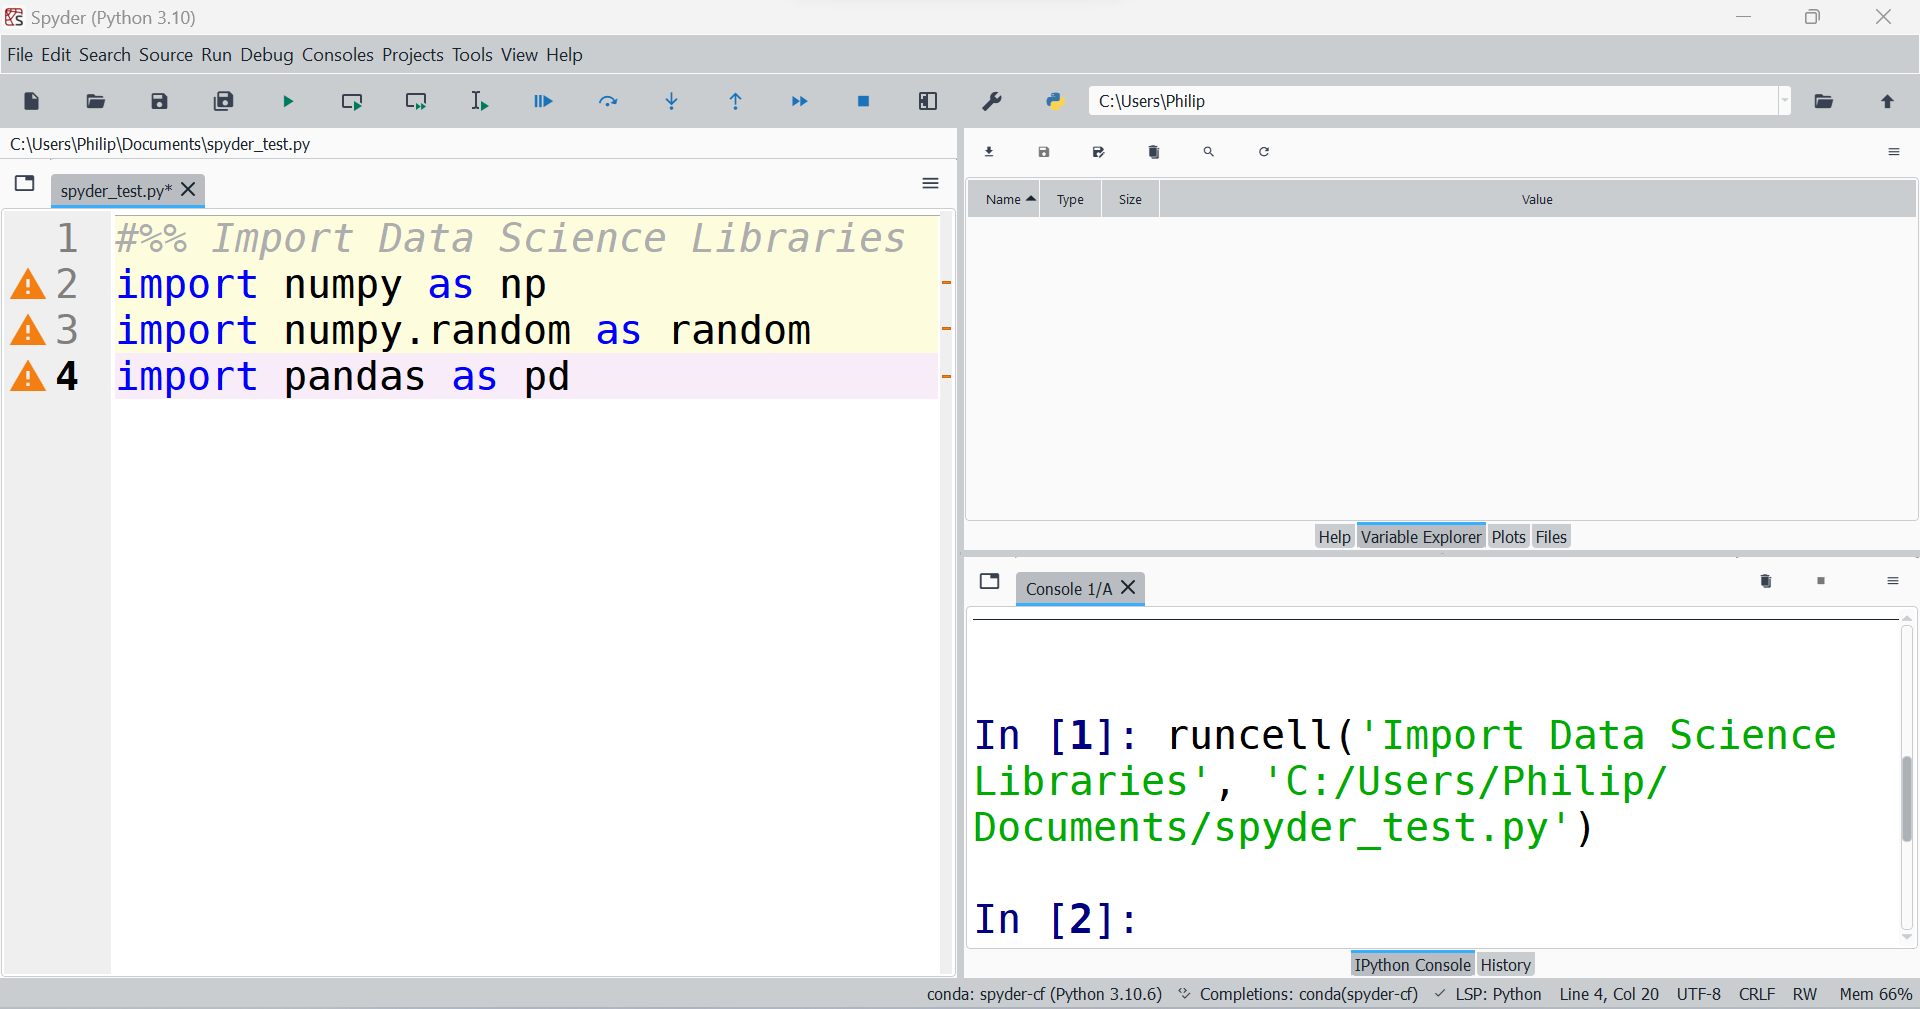 Spyder (Python 3.10)
File Edit Search Source Run Debug Consoles Projects Tools View Help
C:\Users\Philip
C:\Users\Philip\Documents\spyder_test.py
spyder_test.py*
1 #%% Import Data Science Libraries
2 import numpy as np
3 import numpy.random as random
4 import pandas as pd
Name Type Size Value
Help Variable Explorer Plots Files
Console 1/A
In [1]: runcell('Import Data Science
Libraries', 'C:/Users/Philip/
Documents/spyder_test.py')
In [2]:
IPython Console History
conda: spyder-cf (Python 3.10.6) Completions: conda(spyder-cf) LSP: Python Line 4, Col 20 UTF-8 CRLF RW Mem 66%